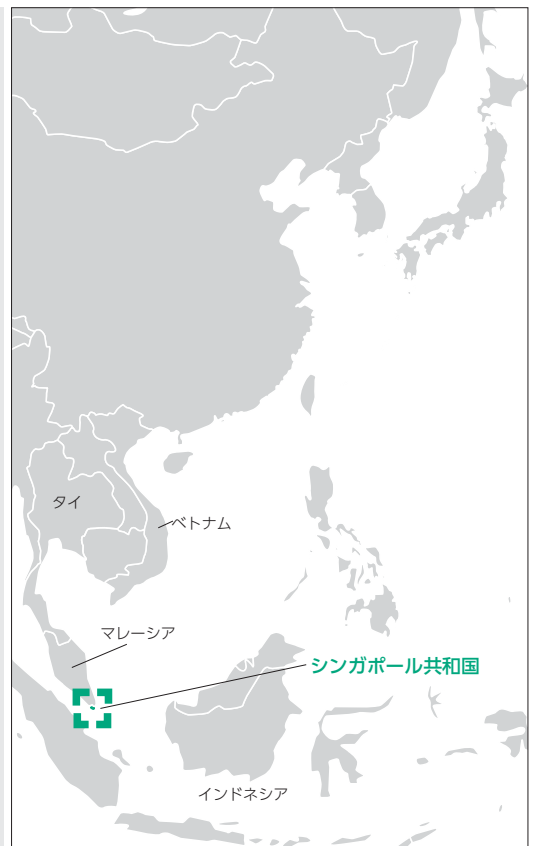 タイ
ベトナム
マレーシア
シンガポール共和国
インドネシア